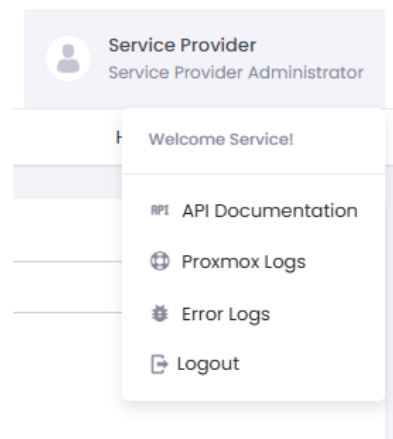 Service Provider
Service Provider Administrator
H
Welcome Service!
API API Documentation
Proxmox Logs
Error Logs
Logout